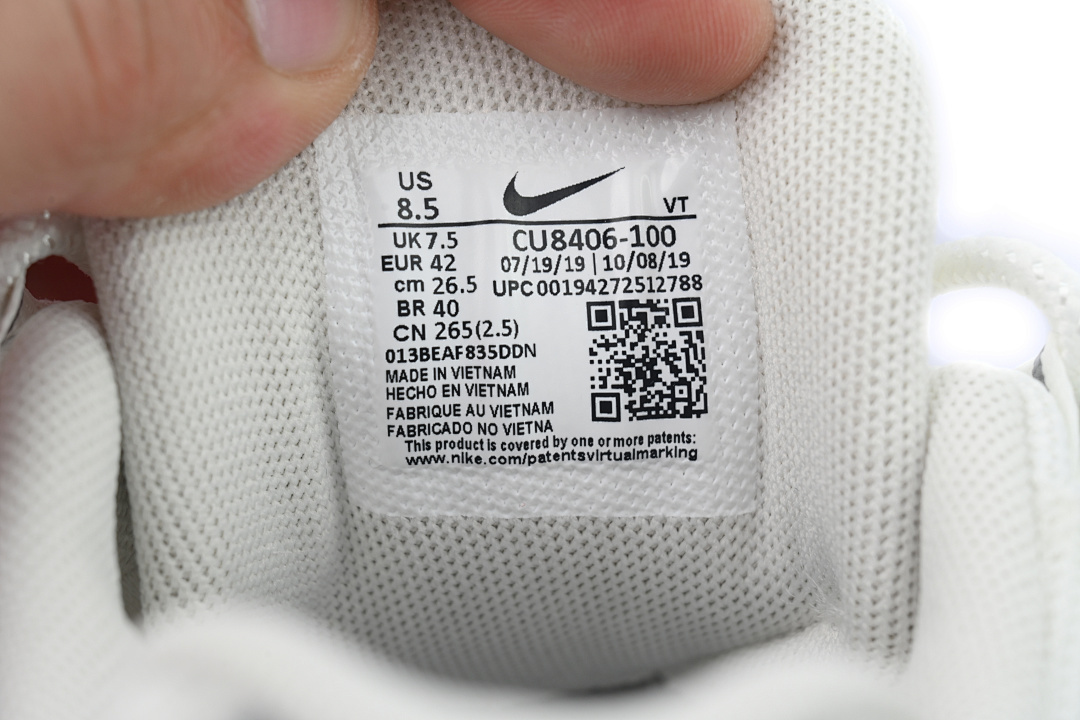 US
8.5
VT
UK 7.5
CU8406-100
EUR 42
07/19/19 | 10/08/19
cm 26.5
UPC 00194272512788
BR 40
CN 265(2.5)
013BEAF835DDN
MADE IN VIETNAM
HECHO EN VIETNAM
FABRIQUE AU VIETNAM
FABRICADO NO VIETNA
This product is covered by one or more patents:
www.nike.com/patentsvirtualmarking